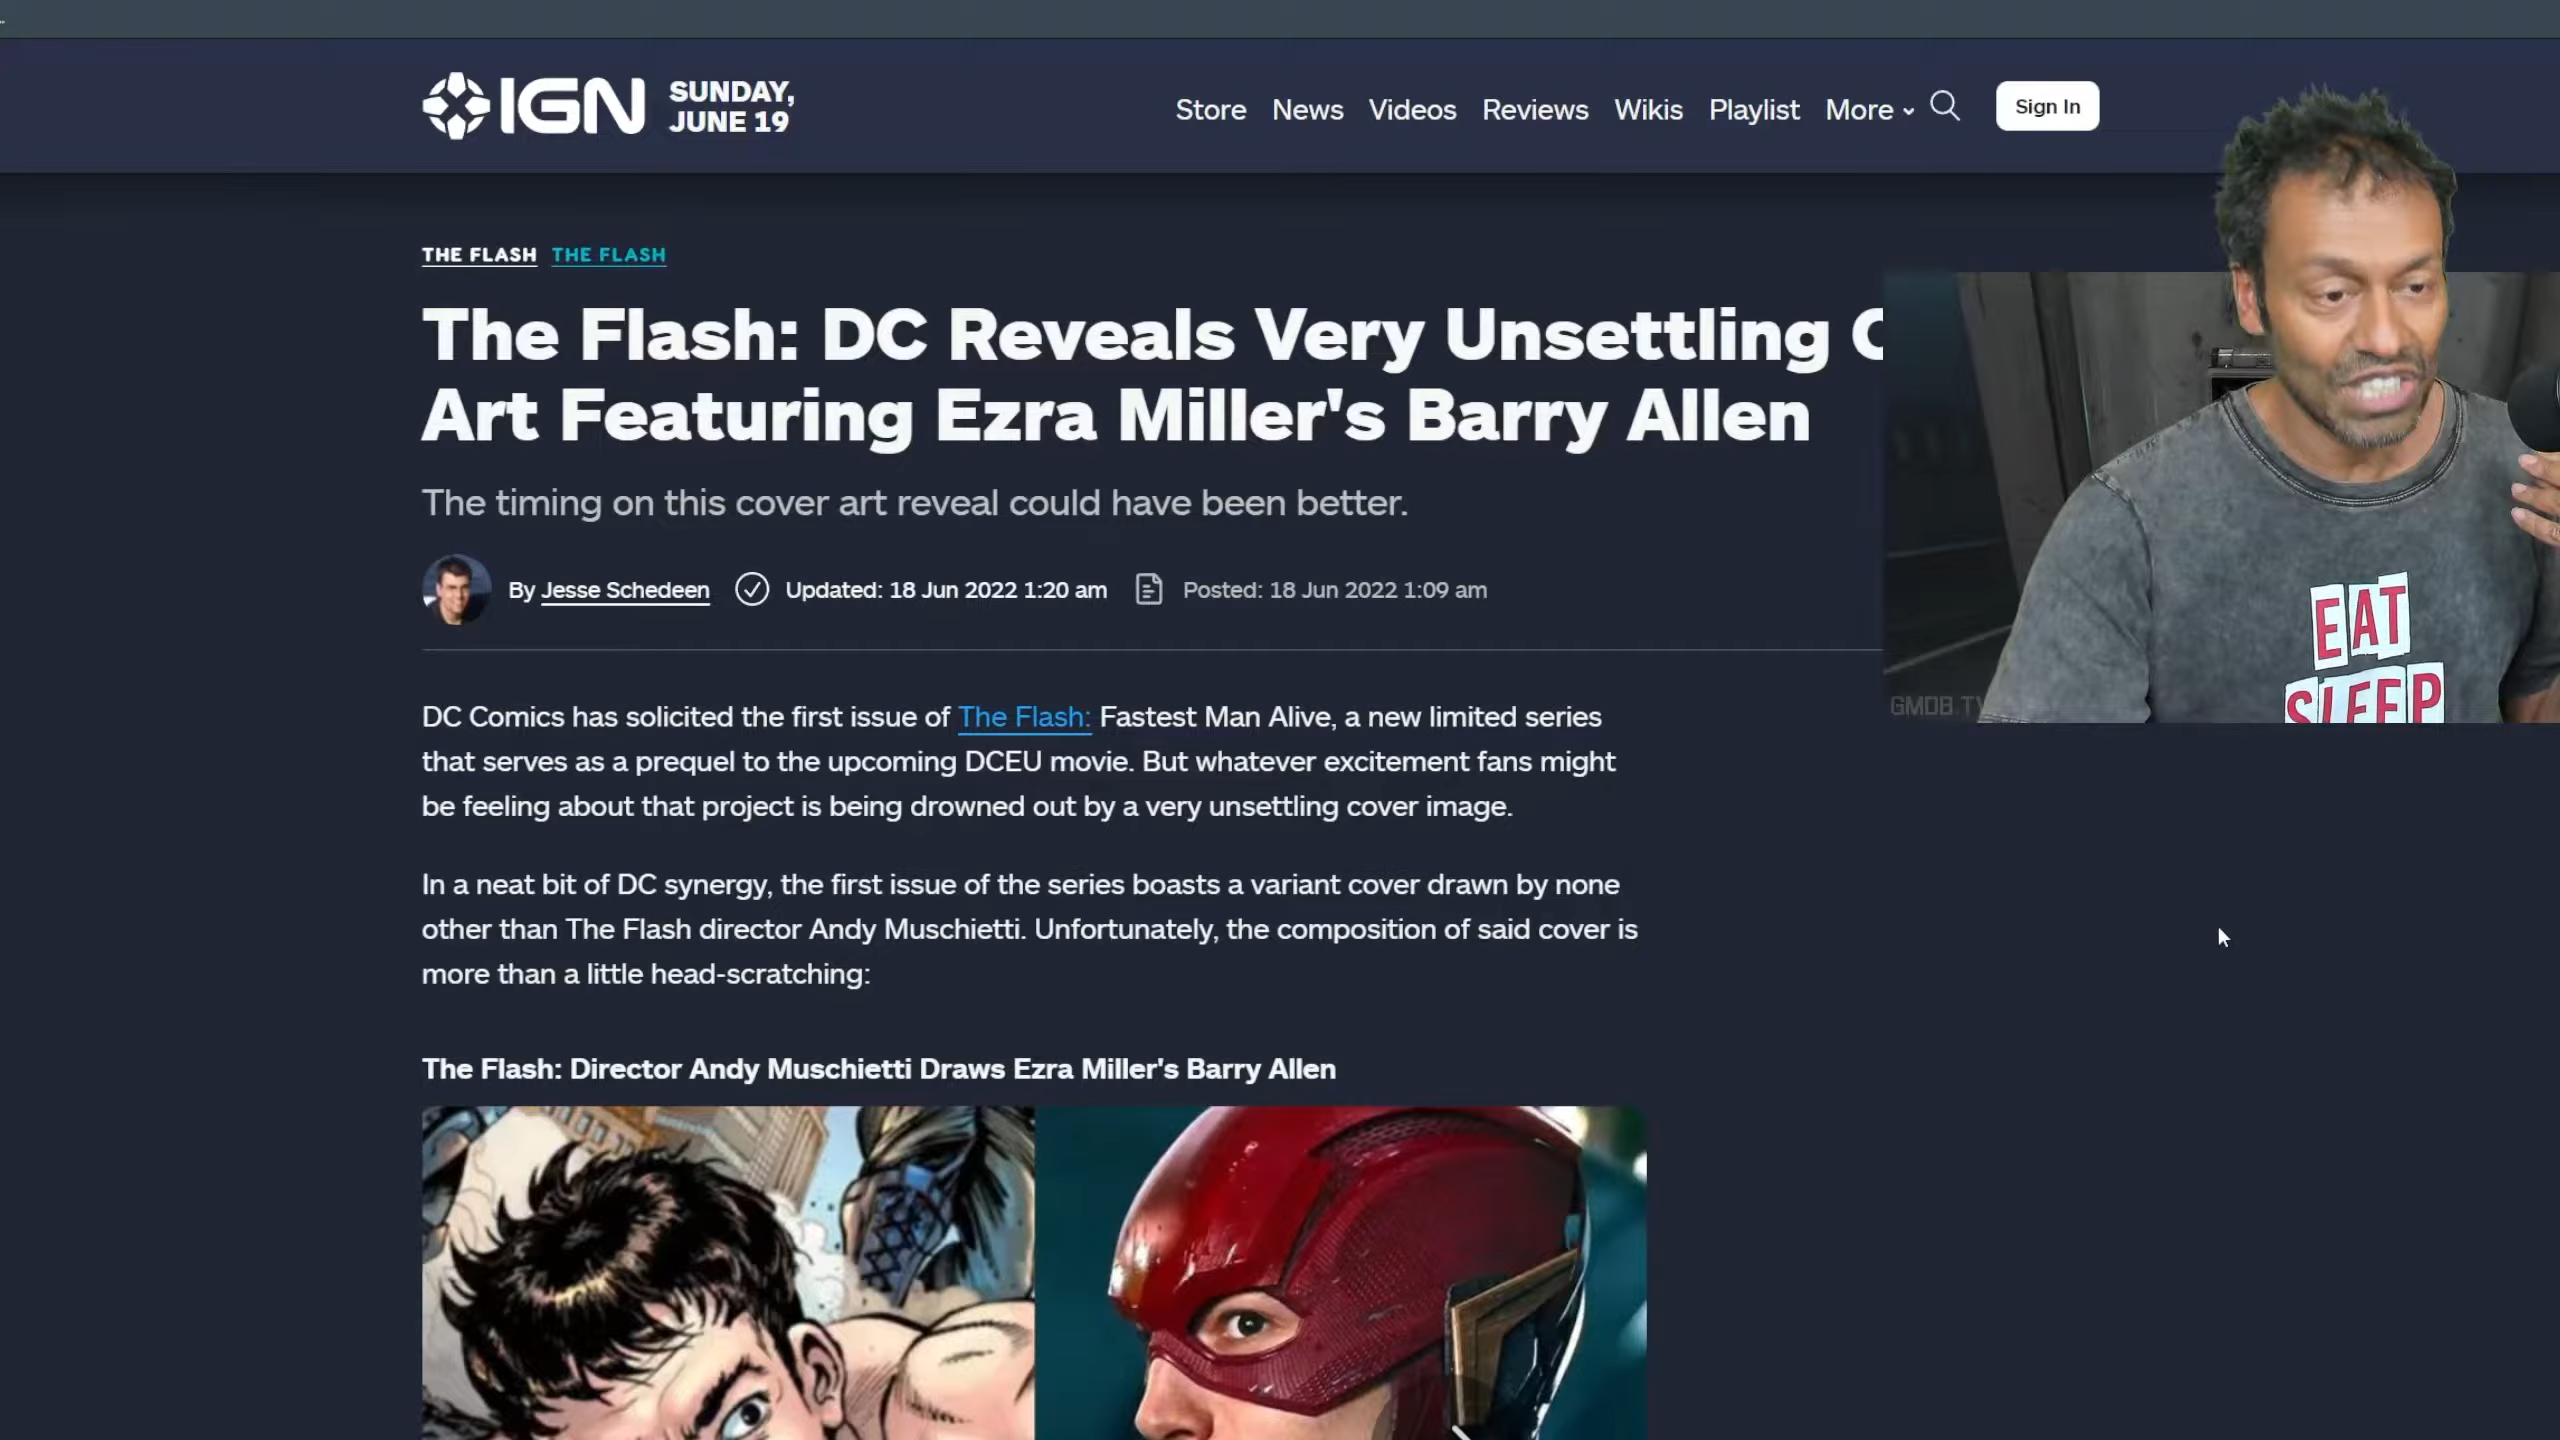 IGN
SUNDAY,
JUNE 19
Store News Videos Reviews Wikis Playlist More Sign In
THE FLASH THE FLASH
The Flash: DC Reveals Very Unsettling
Art Featuring Ezra Miller's Barry Allen
The timing on this cover art reveal could have been better.
By Jesse Schedeen Updated: 18 Jun 2022 1:20 am Posted: 18 Jun 2022 1:09 am
DC Comics has solicited the first issue of The Flash: Fastest Man Alive, a new limited series
that serves as a prequel to the upcoming DCEU movie. But whatever excitement fans might
be feeling about that project is being drowned out by a very unsettling cover image.
In a neat bit of DC synergy, the first issue of the series boasts a variant cover drawn by none
other than The Flash director Andy Muschietti. Unfortunately, the composition of said cover is
more than a little head-scratching:
The Flash: Director Andy Muschietti Draws Ezra Miller's Barry Allen
EAT
SLEEP
GMDB.TV